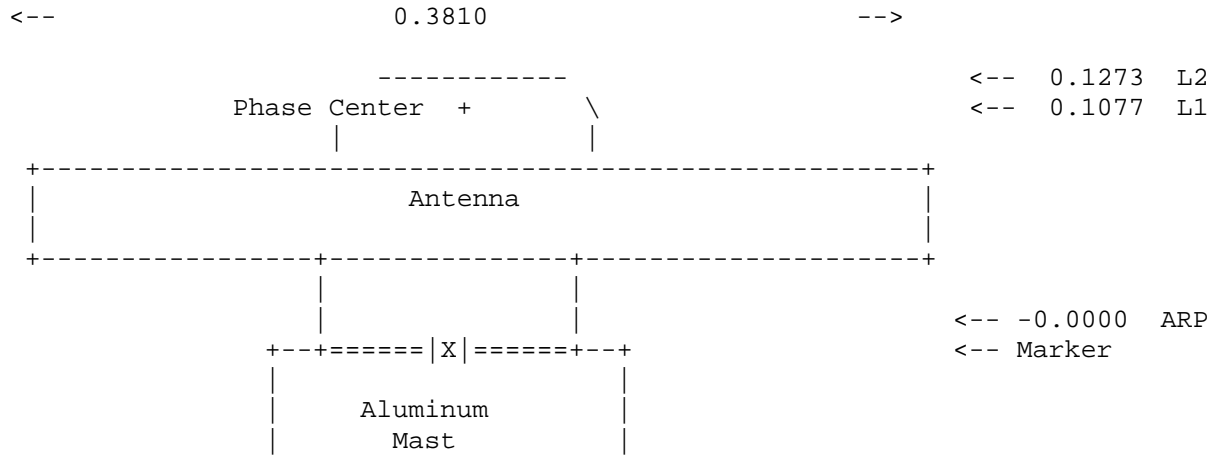 <-- 0.3810 -->
<-- 0.1273 L2
Phase Center + \ <-- 0.1077 L1
Antenna
<-- -0.0000 ARP
+--+======|X|======+--+ <-- Marker
Aluminum
Mast